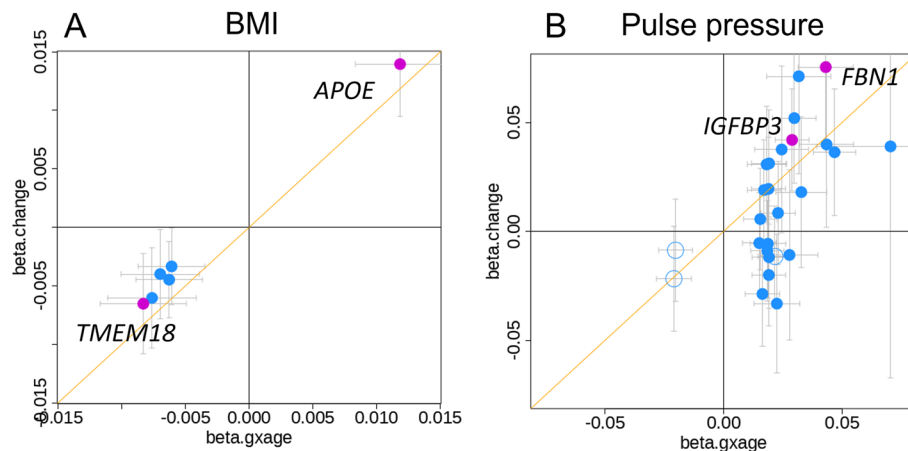 A BMI
0.015
0.005
-0.005
-0.015
beta.change
APOE
TMEM18
-0.015 -0.005 0.000 0.005 0.010 0.015
beta.gxage
B Pulse pressure
0.05
0.00
-0.05
beta.change
FBN1
IGFBP3
-0.05 0.00 0.05
beta.gxage